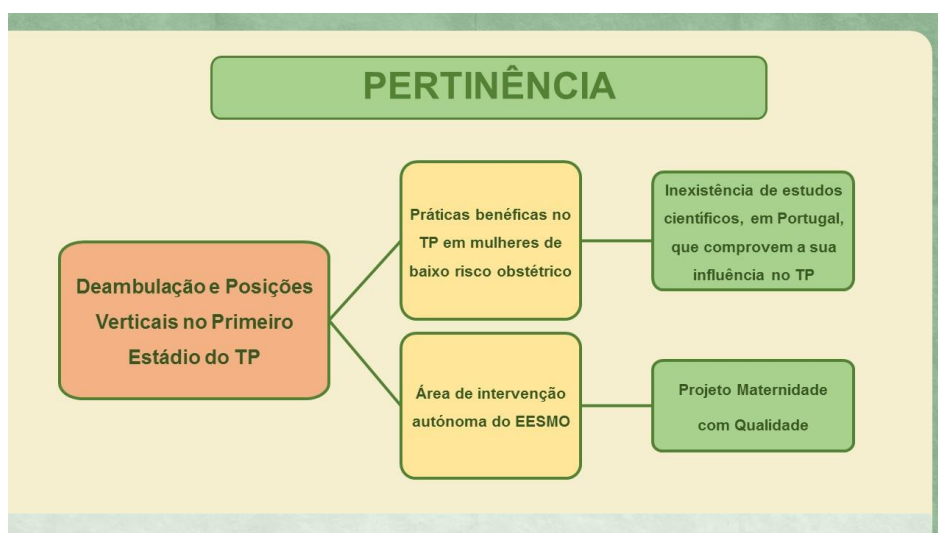 PERTINÊNCIA
Deambulação e Posições
Verticais no Primeiro
Estádio do TP
Práticas benéficas no
TP em mulheres de
baixo risco obstétrico
Inexistência de estudos
científicos, em Portugal,
que comprovem a sua
influência no TP
Área de intervenção
autónoma do EESMO
Projeto Maternidade
com Qualidade